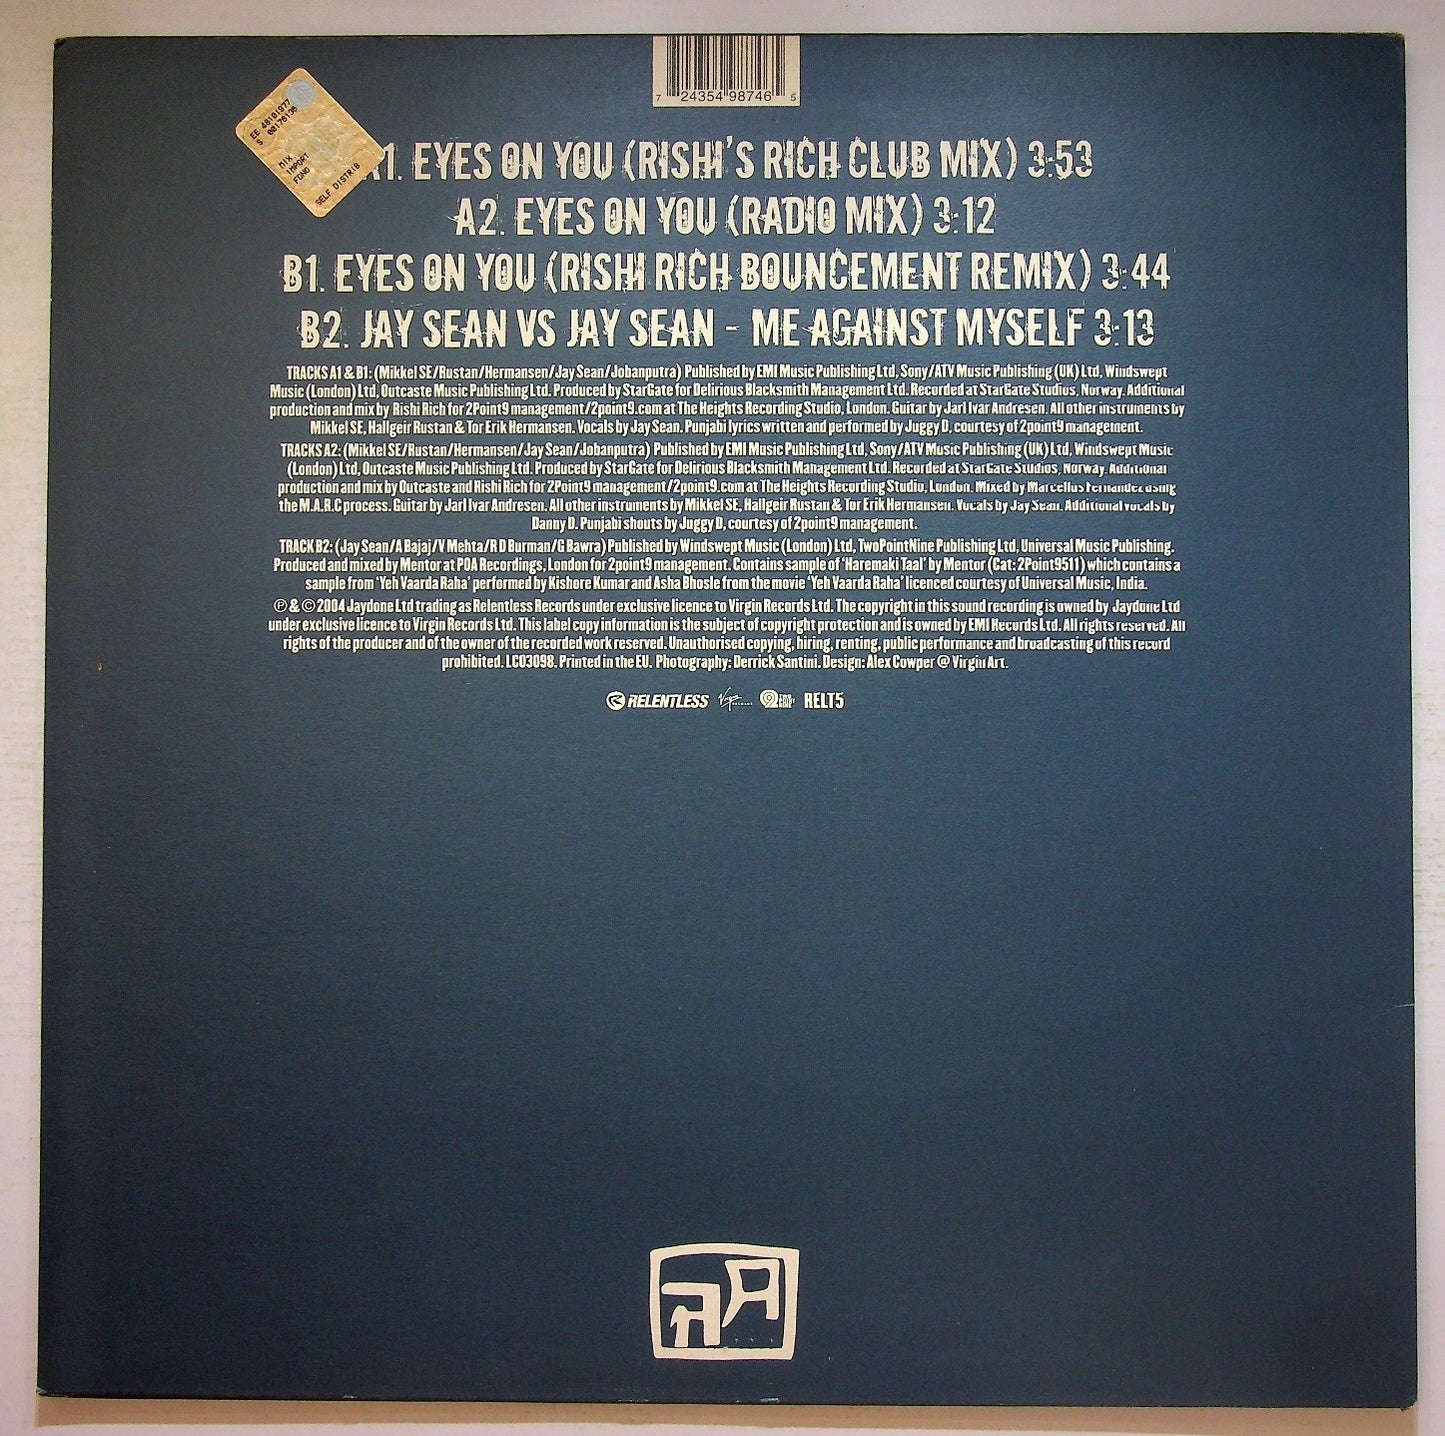 7 24354 98746 5
EE 40101977
S 00178136
MIX
IMPORT
FONO
SELF DISTRIB
A1. EYES ON YOU (RISHI'S RICH CLUB MIX) 3:53
A2. EYES ON YOU (RADIO MIX) 3:12
B1. EYES ON YOU (RISHI RICH BOUNCEMENT REMIX) 3:44
B2. JAY SEAN VS JAY SEAN - ME AGAINST MYSELF 3:13
TRACKS A1 & B1: (Mikkel SE/Rustan/Hermansen/Jay Sean/Jobanputra) Published by EMI Music Publishing Ltd, Sony/ATV Music Publishing (UK) Ltd, Windswept
Music (London) Ltd, Outcaste Music Publishing Ltd. Produced by StarGate for Delirious Blacksmith Management Ltd. Recorded at StarGate Studios, Norway. Additional
production and mix by Rishi Rich for 2Point9 management/2point9.com at The Heights Recording Studio, London. Guitar by Jarl Ivar Andresen. All other instruments by
Mikkel SE, Hallgeir Rustan & Tor Erik Hermansen. Vocals by Jay Sean. Punjabi lyrics written and performed by Juggy D, courtesy of 2point9 management.
TRACKS A2: (Mikkel SE/Rustan/Hermansen/Jay Sean/Jobanputra) Published by EMI Music Publishing Ltd, Sony/ATV Music Publishing (UK) Ltd, Windswept Music
(London) Ltd, Outcaste Music Publishing Ltd. Produced by StarGate for Delirious Blacksmith Management Ltd. Recorded at StarGate Studios, Norway. Additional
production and mix by Outcaste and Rishi Rich for 2Point9 management/2point9.com at The Heights Recording Studio, London. Mixed by Marcellus Fernandez using
the M.A.R.C process. Guitar by Jarl Ivar Andresen. All other instruments by Mikkel SE, Hallgeir Rustan & Tor Erik Hermansen. Vocals by Jay Sean. Additional vocals by
Danny D. Punjabi shouts by Juggy D, courtesy of 2point9 management.
TRACK B2: (Jay Sean/A Bajaj/V Mehta/R D Burman/G Bawra) Published by Windswept Music (London) Ltd, TwoPointNine Publishing Ltd, Universal Music Publishing.
Produced and mixed by Mentor at POA Recordings, London for 2point9 management. Contains sample of 'Haremaki Taal' by Mentor (Cat: 2Point9511) which contains a
sample from 'Yeh Vaarda Raha' performed by Kishore Kumar and Asha Bhosle from the movie 'Yeh Vaarda Raha' licenced courtesy of Universal Music, India.
℗ & © 2004 Jaydone Ltd trading as Relentless Records under exclusive licence to Virgin Records Ltd. The copyright in this sound recording is owned by Jaydone Ltd
under exclusive licence to Virgin Records Ltd. This label copy information is the subject of copyright protection and is owned by EMI Records Ltd. All rights reserved. All
rights of the producer and of the owner of the recorded work reserved. Unauthorised copying, hiring, renting, public performance and broadcasting of this record
prohibited. LC03098. Printed in the EU. Photography: Derrick Santini. Design: Alex Cowper @ Virgin Art.
RELENTLESS Virgin RECORDS RELT5